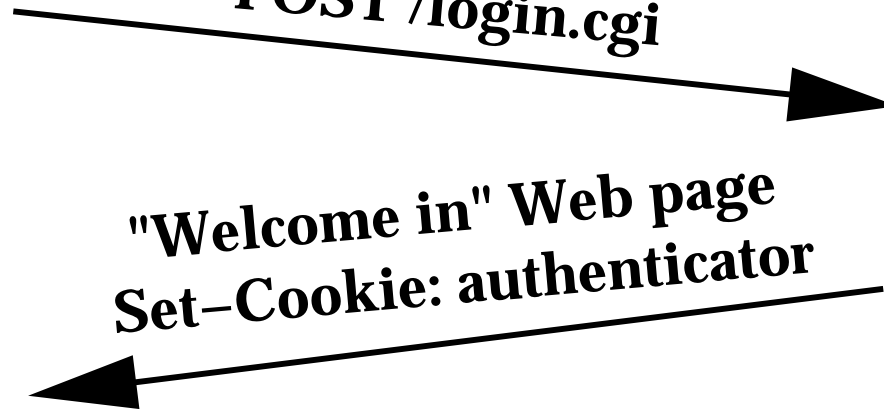 POST /login.cgi
"Welcome in" Web page
Set–Cookie: authenticator